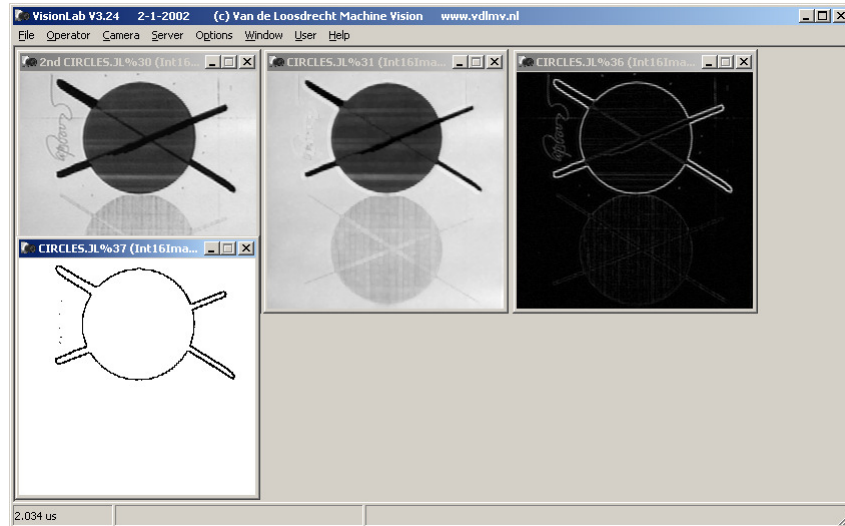 VisionLab V3.24 2-1-2002 (c) Van de Loosdrecht Machine Vision www.vdlmv.nl
File Operator Camera Server Options Window User Help
2nd CIRCLES.JL%30 (Int16...
CIRCLES.JL%31 (Int16Ima...
CIRCLES.JL%36 (Int16Ima...
CIRCLES.JL%37 (Int16Ima...
2.034 us